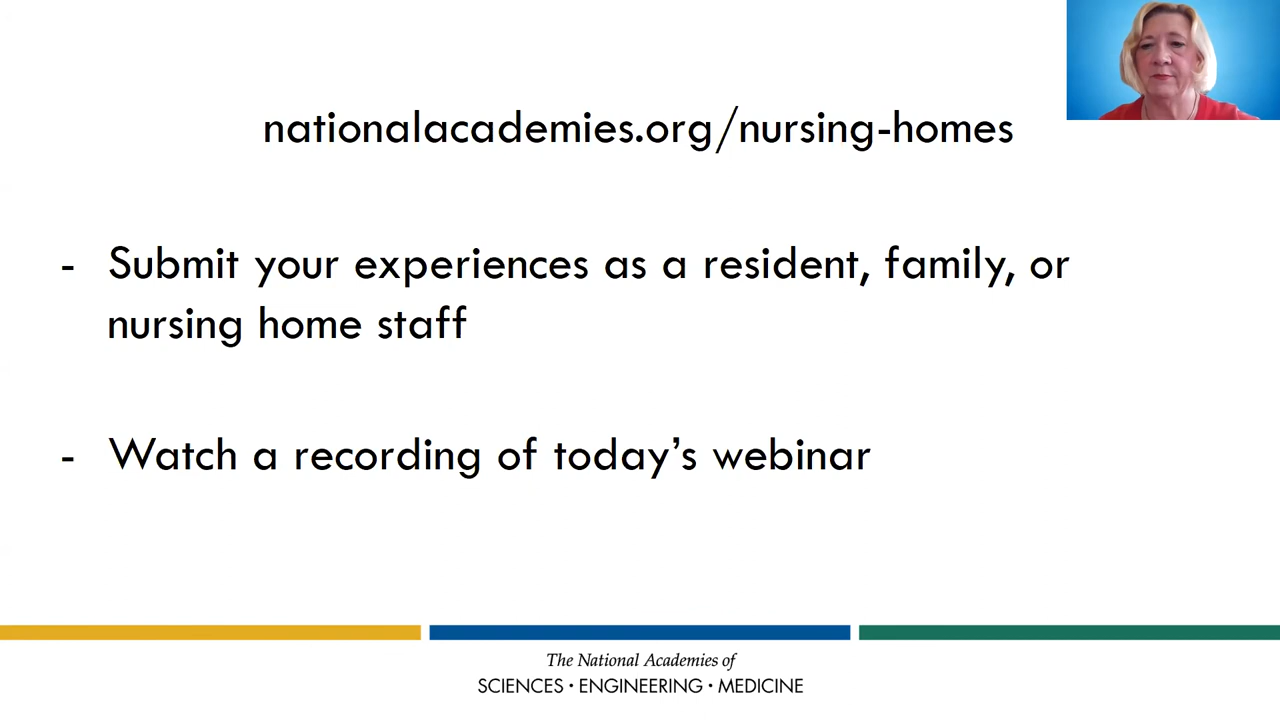 nationalacademies.org/nursing-homes
- Submit your experiences as a resident, family, or
nursing home staff
- Watch a recording of today’s webinar
The National Academies of
SCIENCES · ENGINEERING · MEDICINE